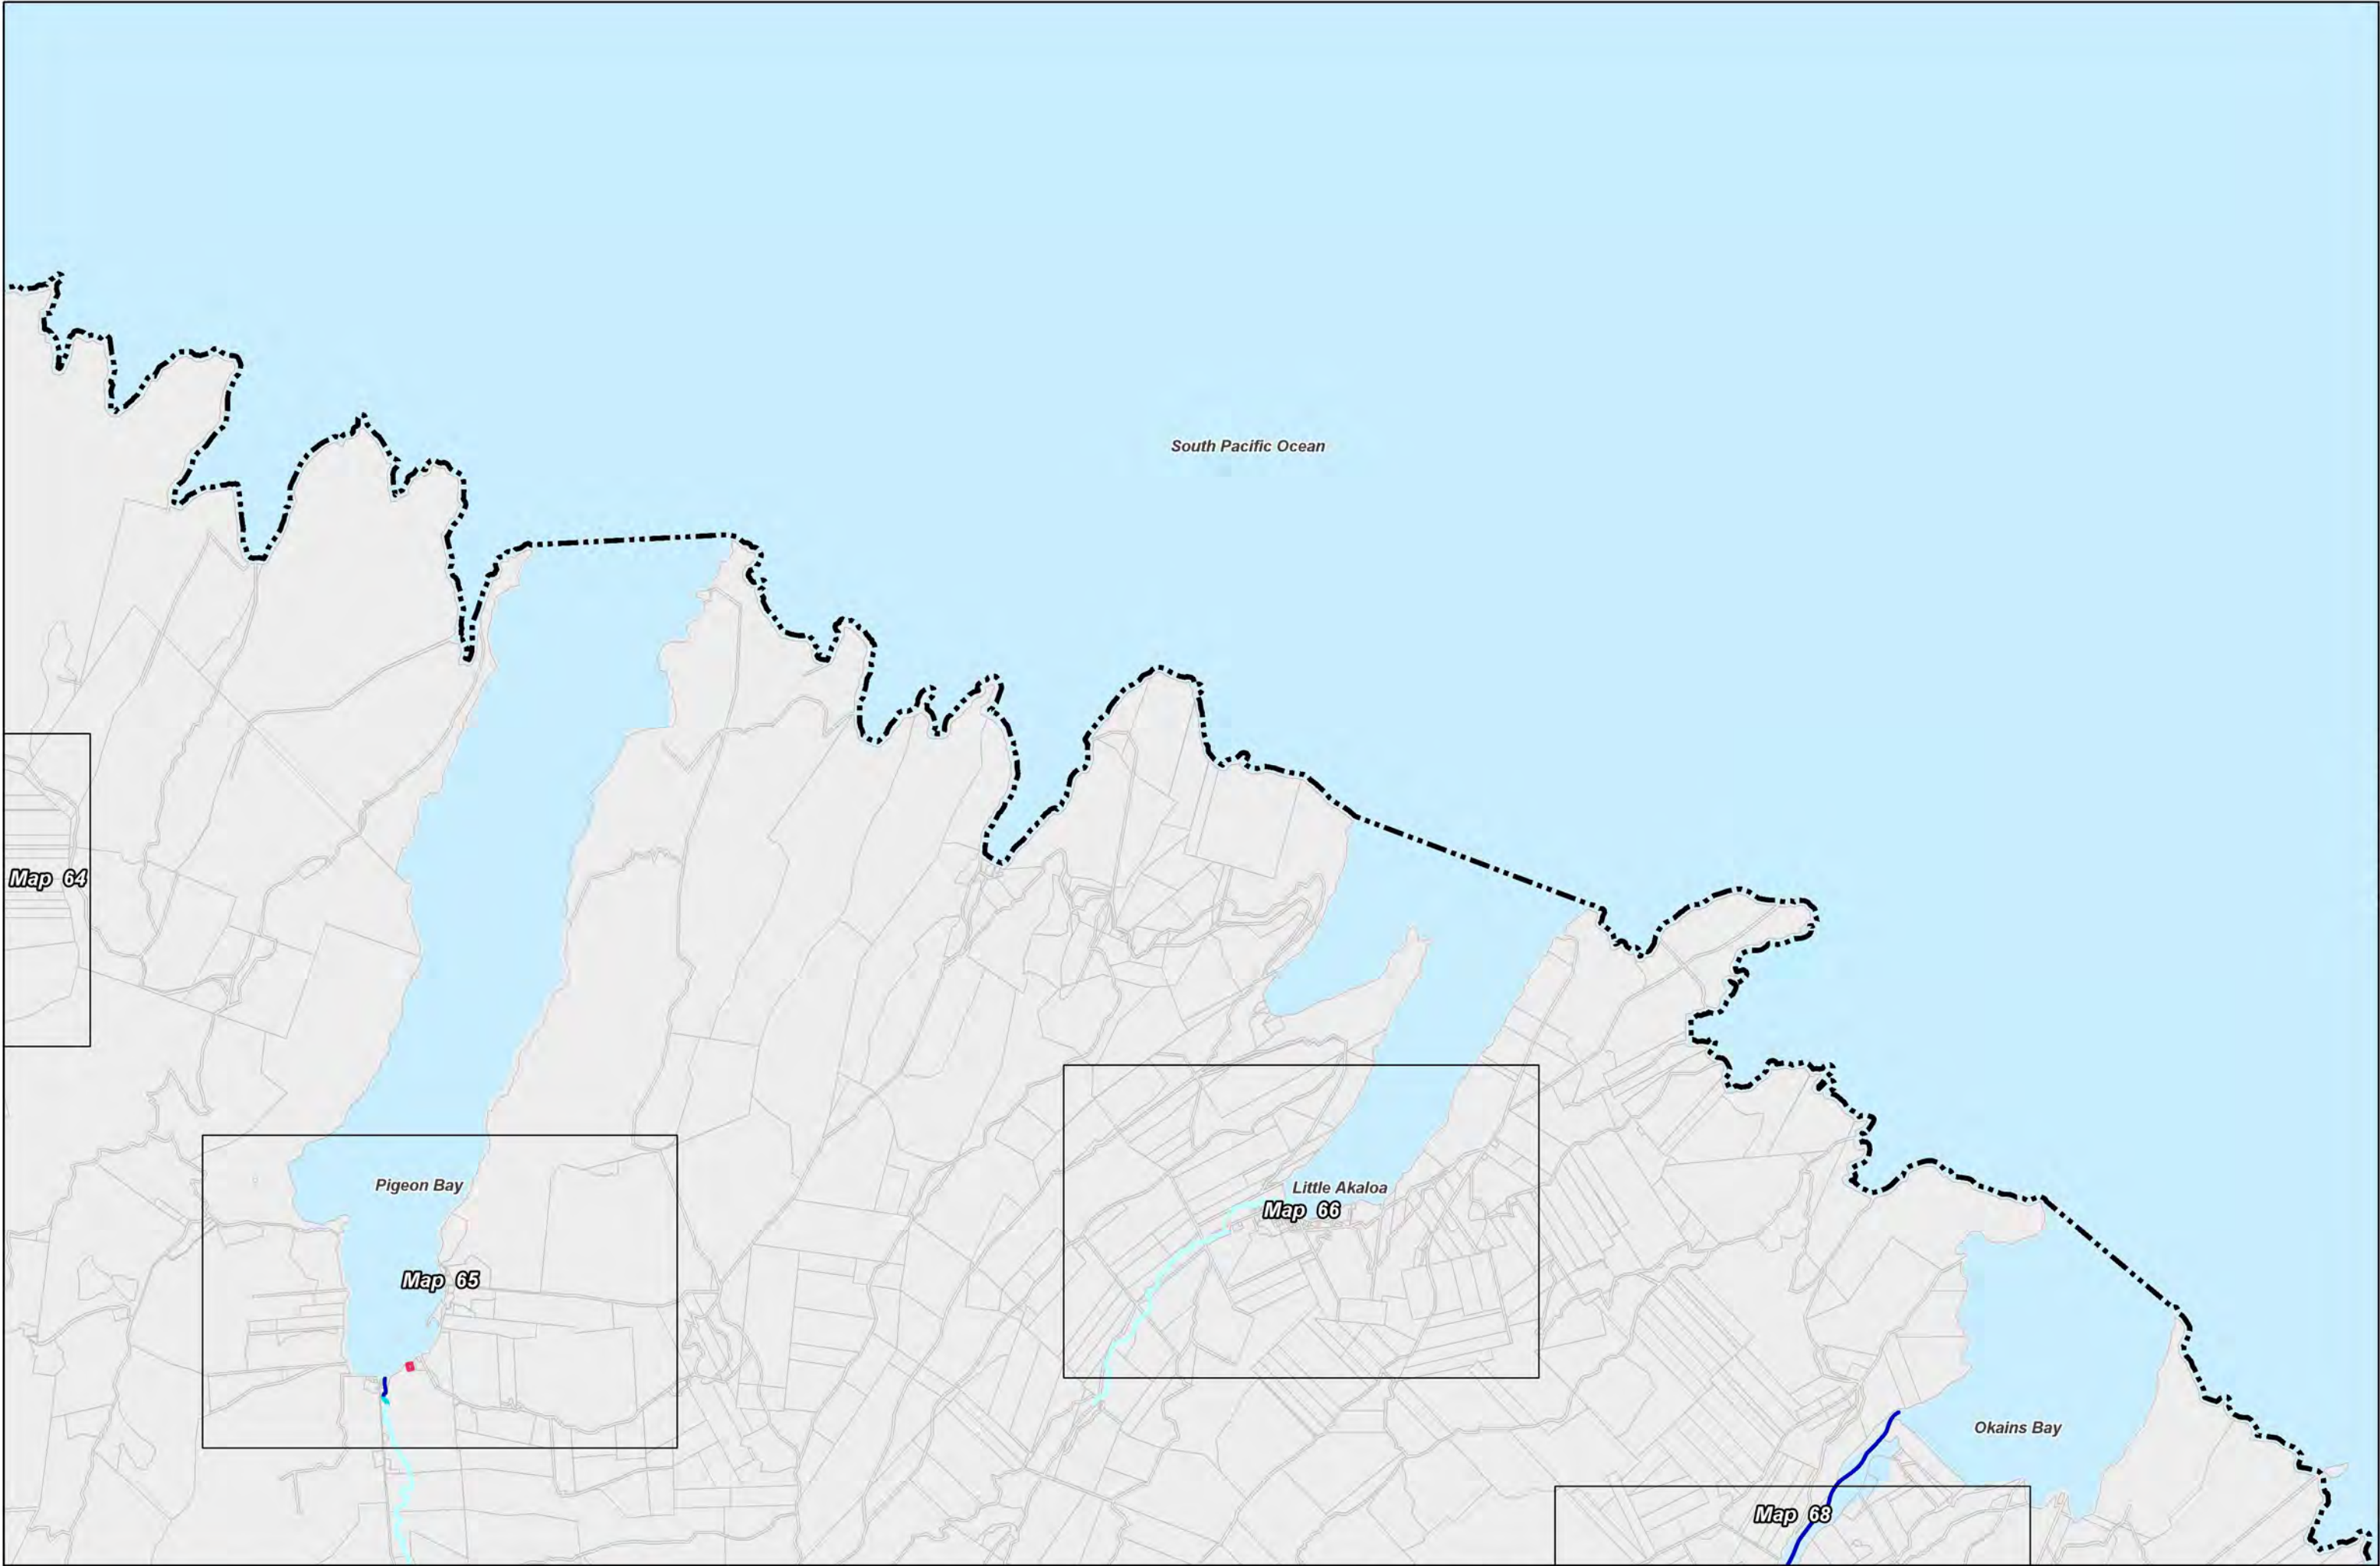 South Pacific Ocean
Map 64
Pigeon Bay
Little Akaloa
Map 66
Map 65
Okains Bay
Map 68